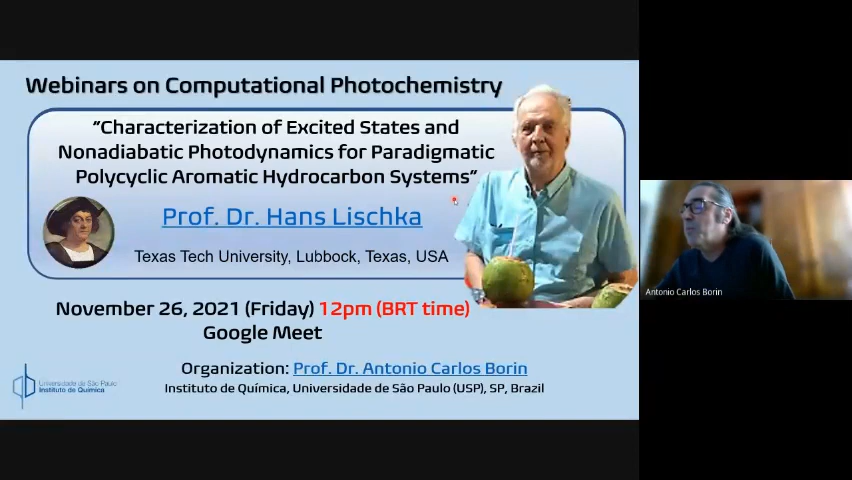 Webinars on Computational Photochemistry
"Characterization of Excited States and
Nonadiabatic Photodynamics for Paradigmatic
Polycyclic Aromatic Hydrocarbon Systems"
Prof. Dr. Hans Lischka
Texas Tech University, Lubbock, Texas, USA
November 26, 2021 (Friday) 12pm (BRT time)
Google Meet
Organization: Prof. Dr. Antonio Carlos Borin
Instituto de Química, Universidade de São Paulo (USP), SP, Brazil
Universidade de São Paulo
Instituto de Química
Antonio Carlos Borin